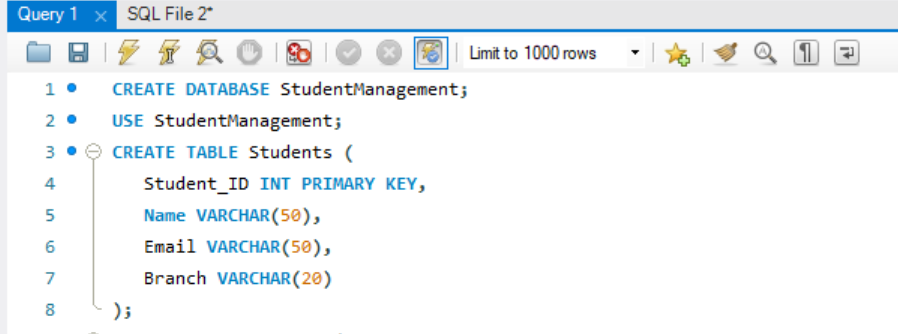 Query 1 SQL File 2*
Limit to 1000 rows
1 CREATE DATABASE StudentManagement;
2 USE StudentManagement;
3 CREATE TABLE Students (
4 Student_ID INT PRIMARY KEY,
5 Name VARCHAR(50),
6 Email VARCHAR(50),
7 Branch VARCHAR(20)
8 );